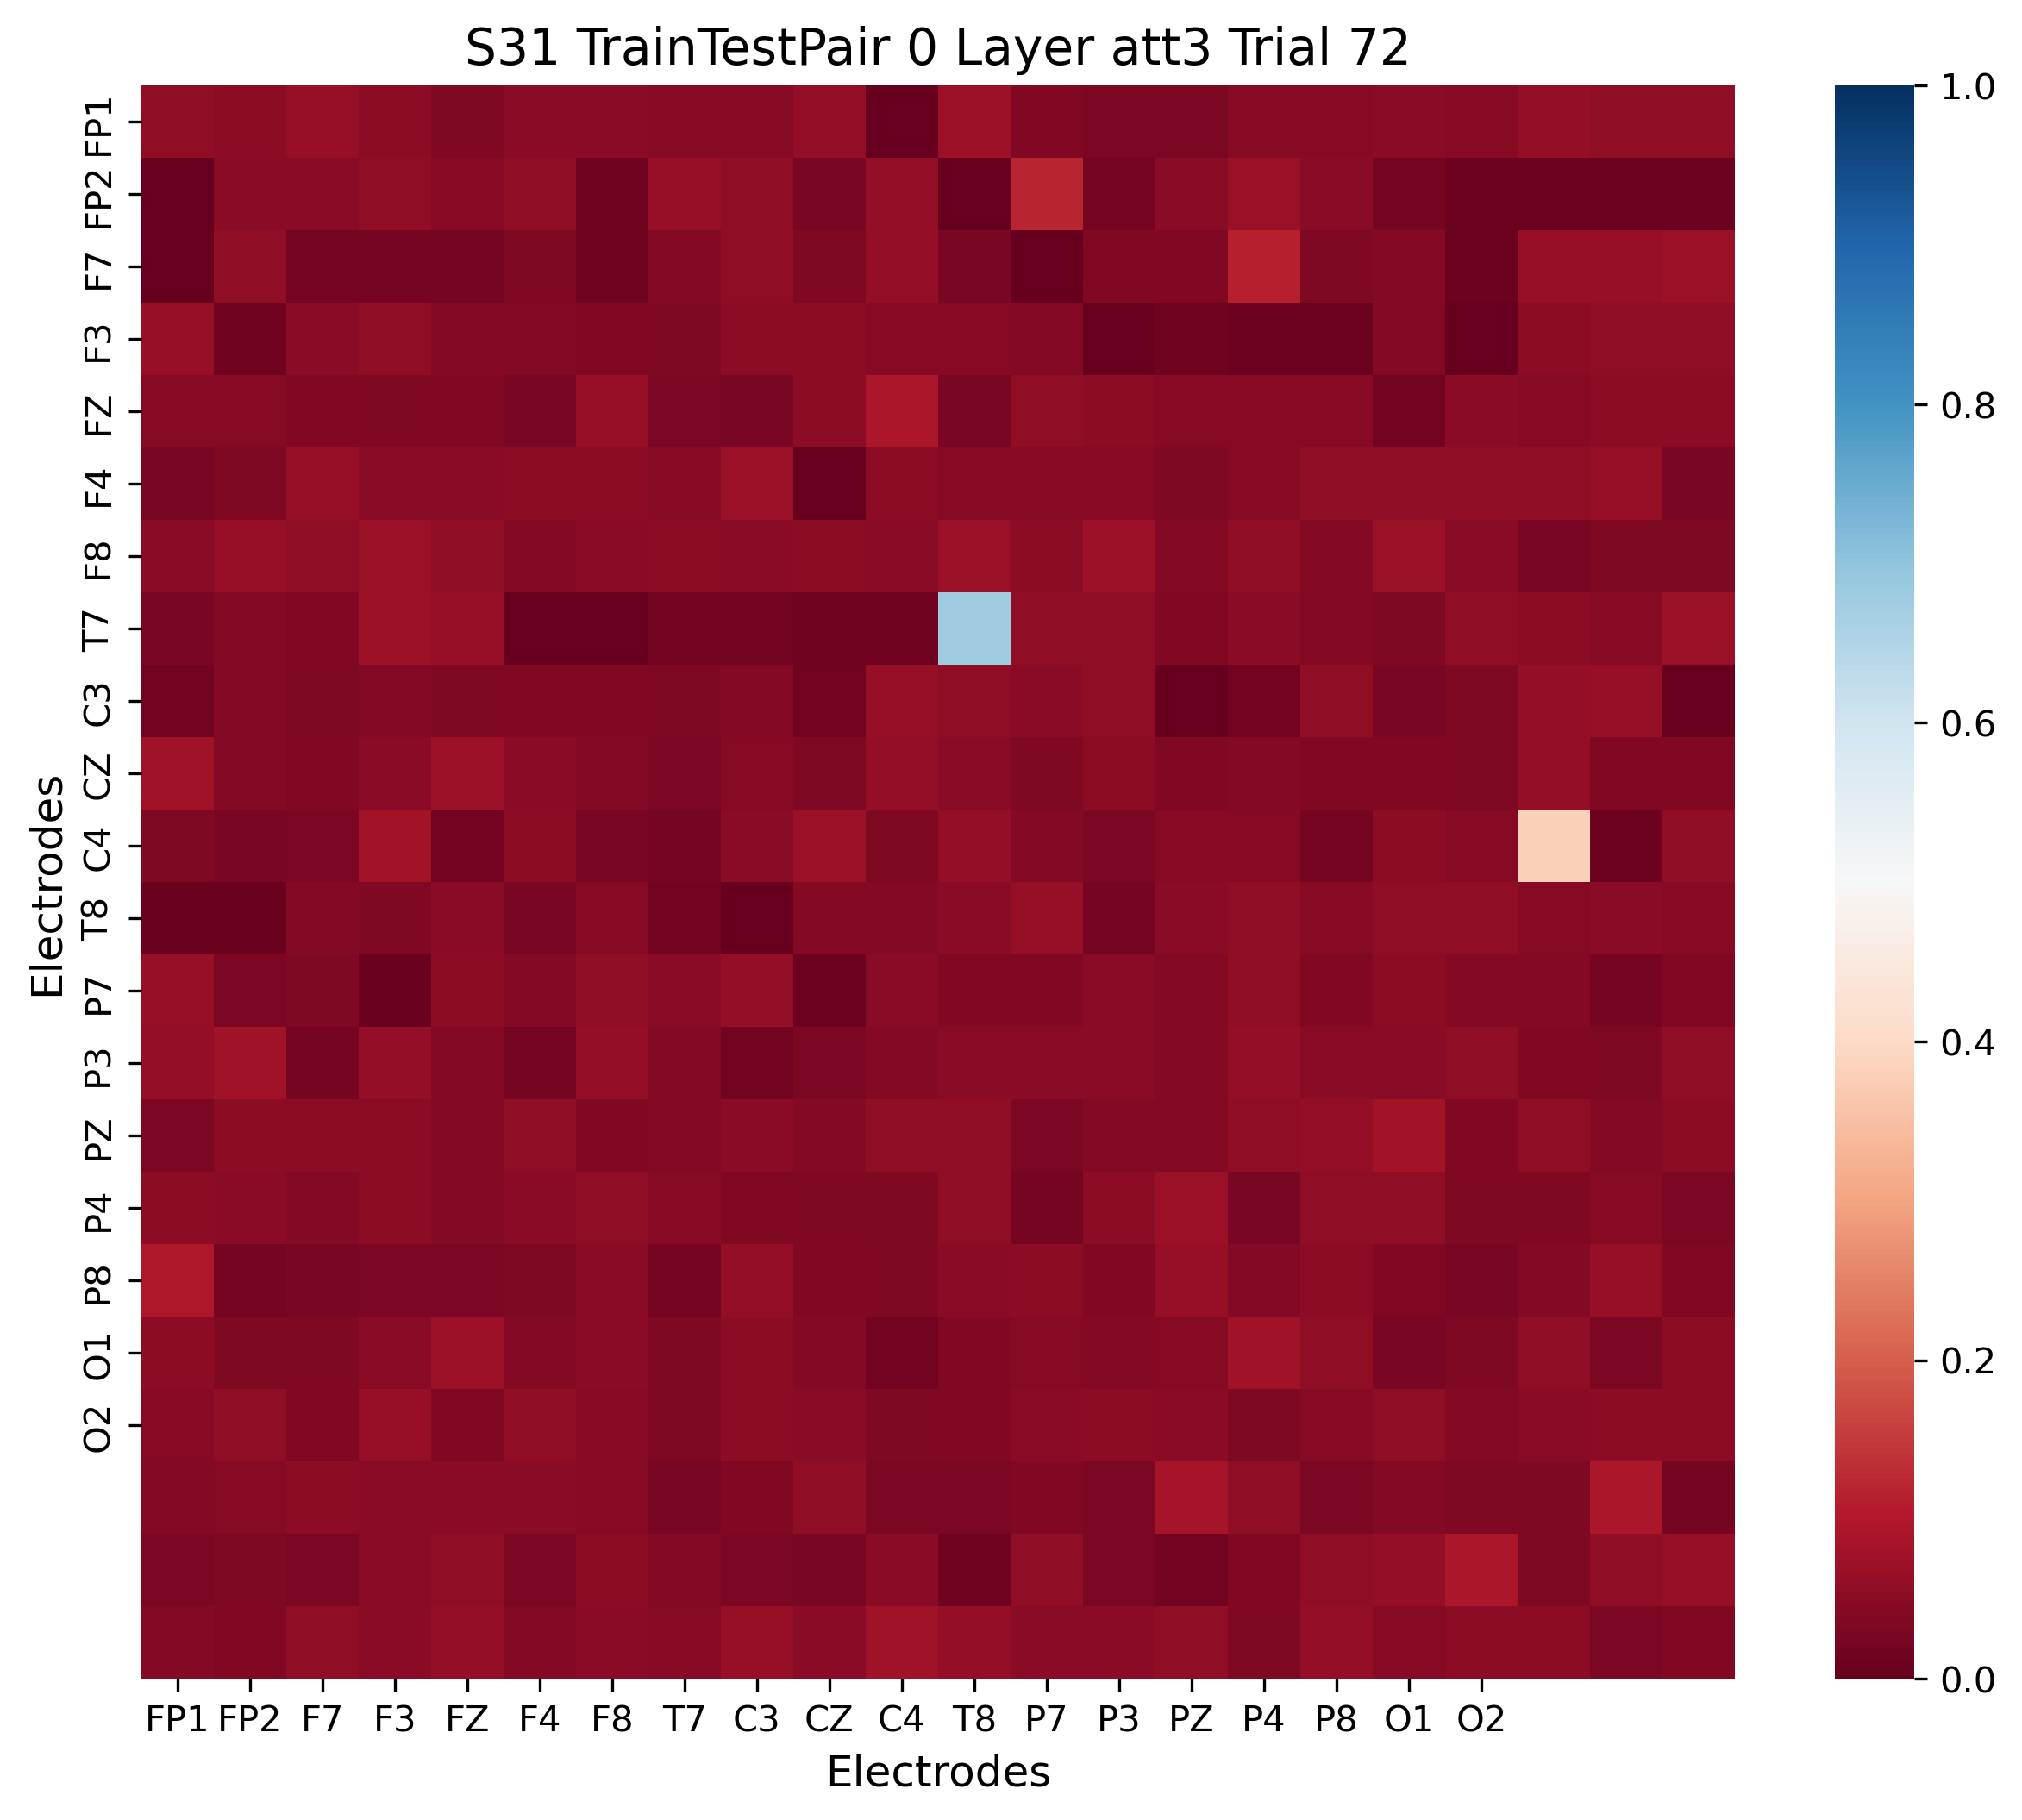 S31 TrainTestPair 0 Layer att3 Trial 72
Electrodes
FP1
FP2
F7
F3
FZ
F4
F8
T7
C3
CZ
C4
T8
P7
P3
PZ
P4
P8
O1
O2
FP1 FP2 F7 F3 FZ F4 F8 T7 C3 CZ C4 T8 P7 P3 PZ P4 P8 O1 O2
Electrodes
1.0
0.8
0.6
0.4
0.2
0.0